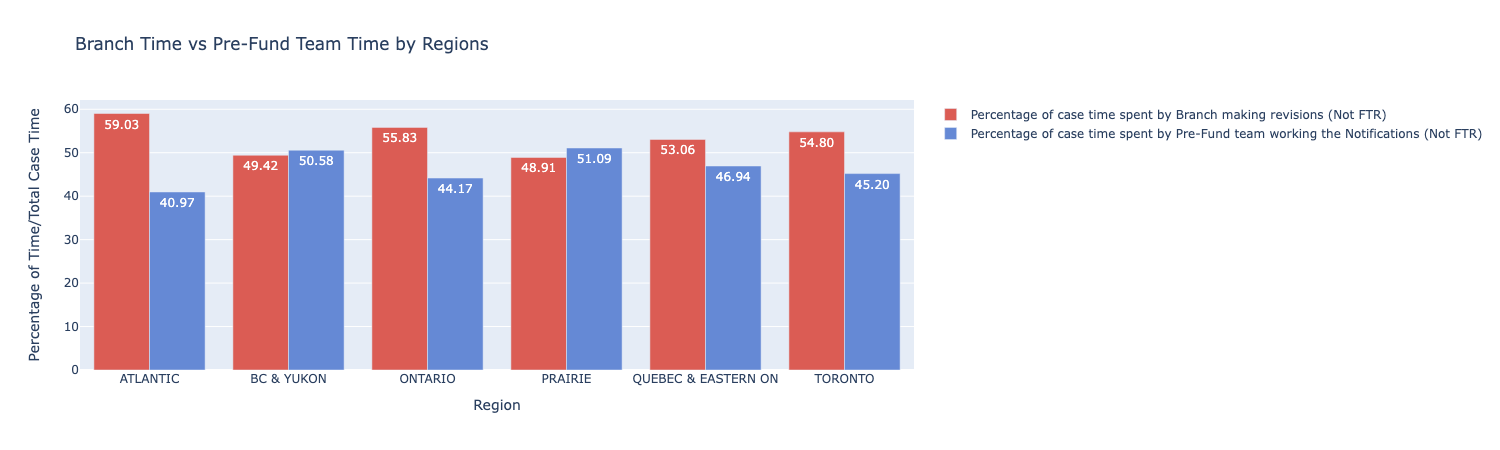 Branch Time vs Pre-Fund Team Time by Regions
Percentage of Time/Total Case Time
60
50
40
30
20
10
0
59.03
40.97
49.42
50.58
55.83
44.17
48.91
51.09
53.06
46.94
54.80
45.20
ATLANTIC
BC & YUKON
ONTARIO
PRAIRIE
QUEBEC & EASTERN ON
TORONTO
Region
Percentage of case time spent by Branch making revisions (Not FTR)
Percentage of case time spent by Pre-Fund team working the Notifications (Not FTR)